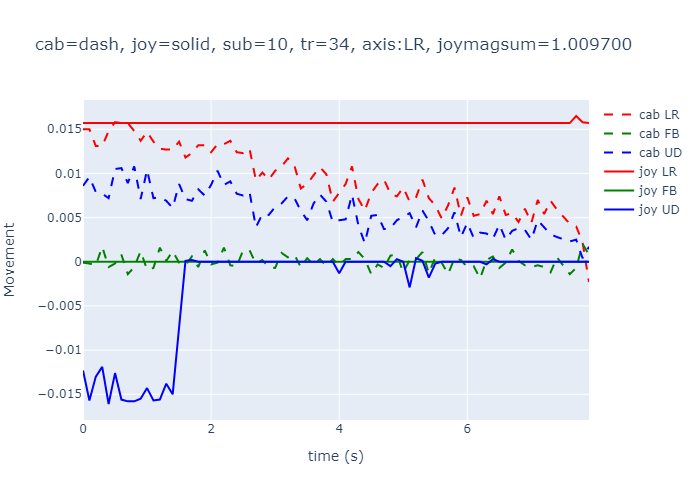 cab=dash, joy=solid, sub=10, tr=34, axis:LR, joymagsum=1.009700
cab LR
cab FB
cab UD
joy LR
joy FB
joy UD
Movement
0.015
0.01
0.005
0
−0.005
−0.01
−0.015
0 2 4 6
time (s)